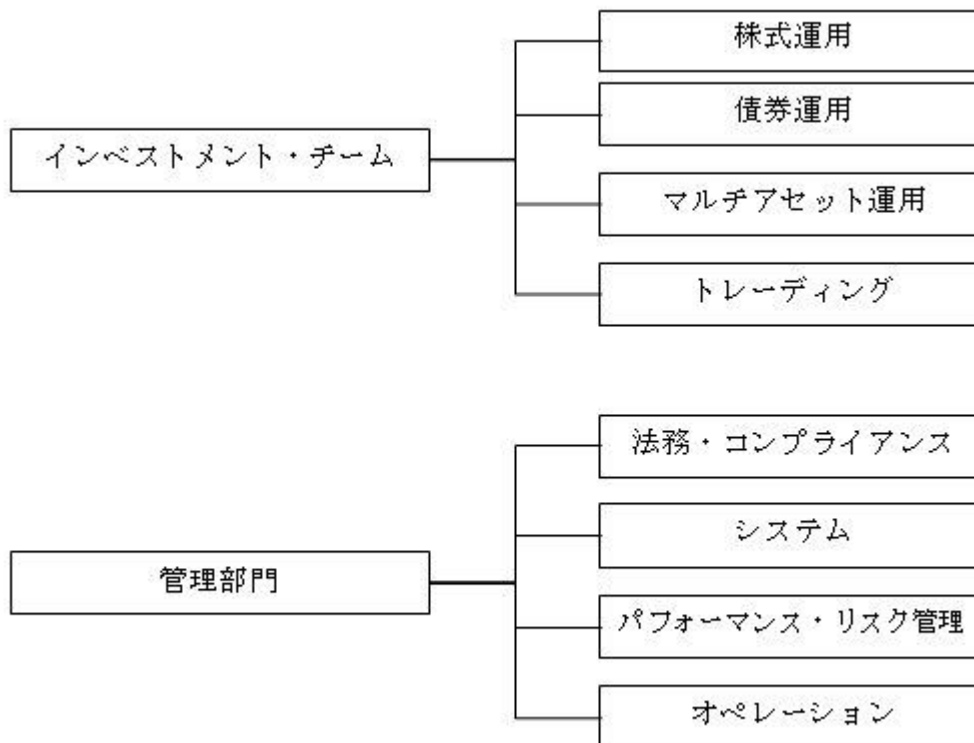 株式運用
債券運用
インベストメント・チーム
マルチアセット運用
トレーディング
法務・コンプライアンス
システム
管理部門
パフォーマンス・リスク管理
オペレーション